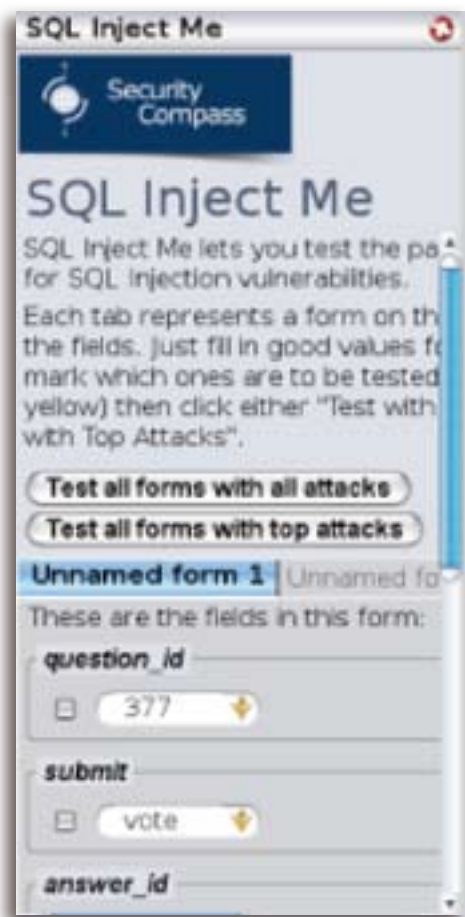 SQL Inject Me
Security
Compass
SQL Inject Me
SQL Inject Me lets you test the pa
for SQL Injection vulnerabilities.
Each tab represents a form on th
the fields. Just fill in good values fo
mark which ones are to be tested
yellow) then click either "Test with
with Top Attacks".
Test all forms with all attacks
Test all forms with top attacks
Unnamed form 1 Unnamed fo
These are the fields in this form:
question_id
377
submit
vote
answer_id